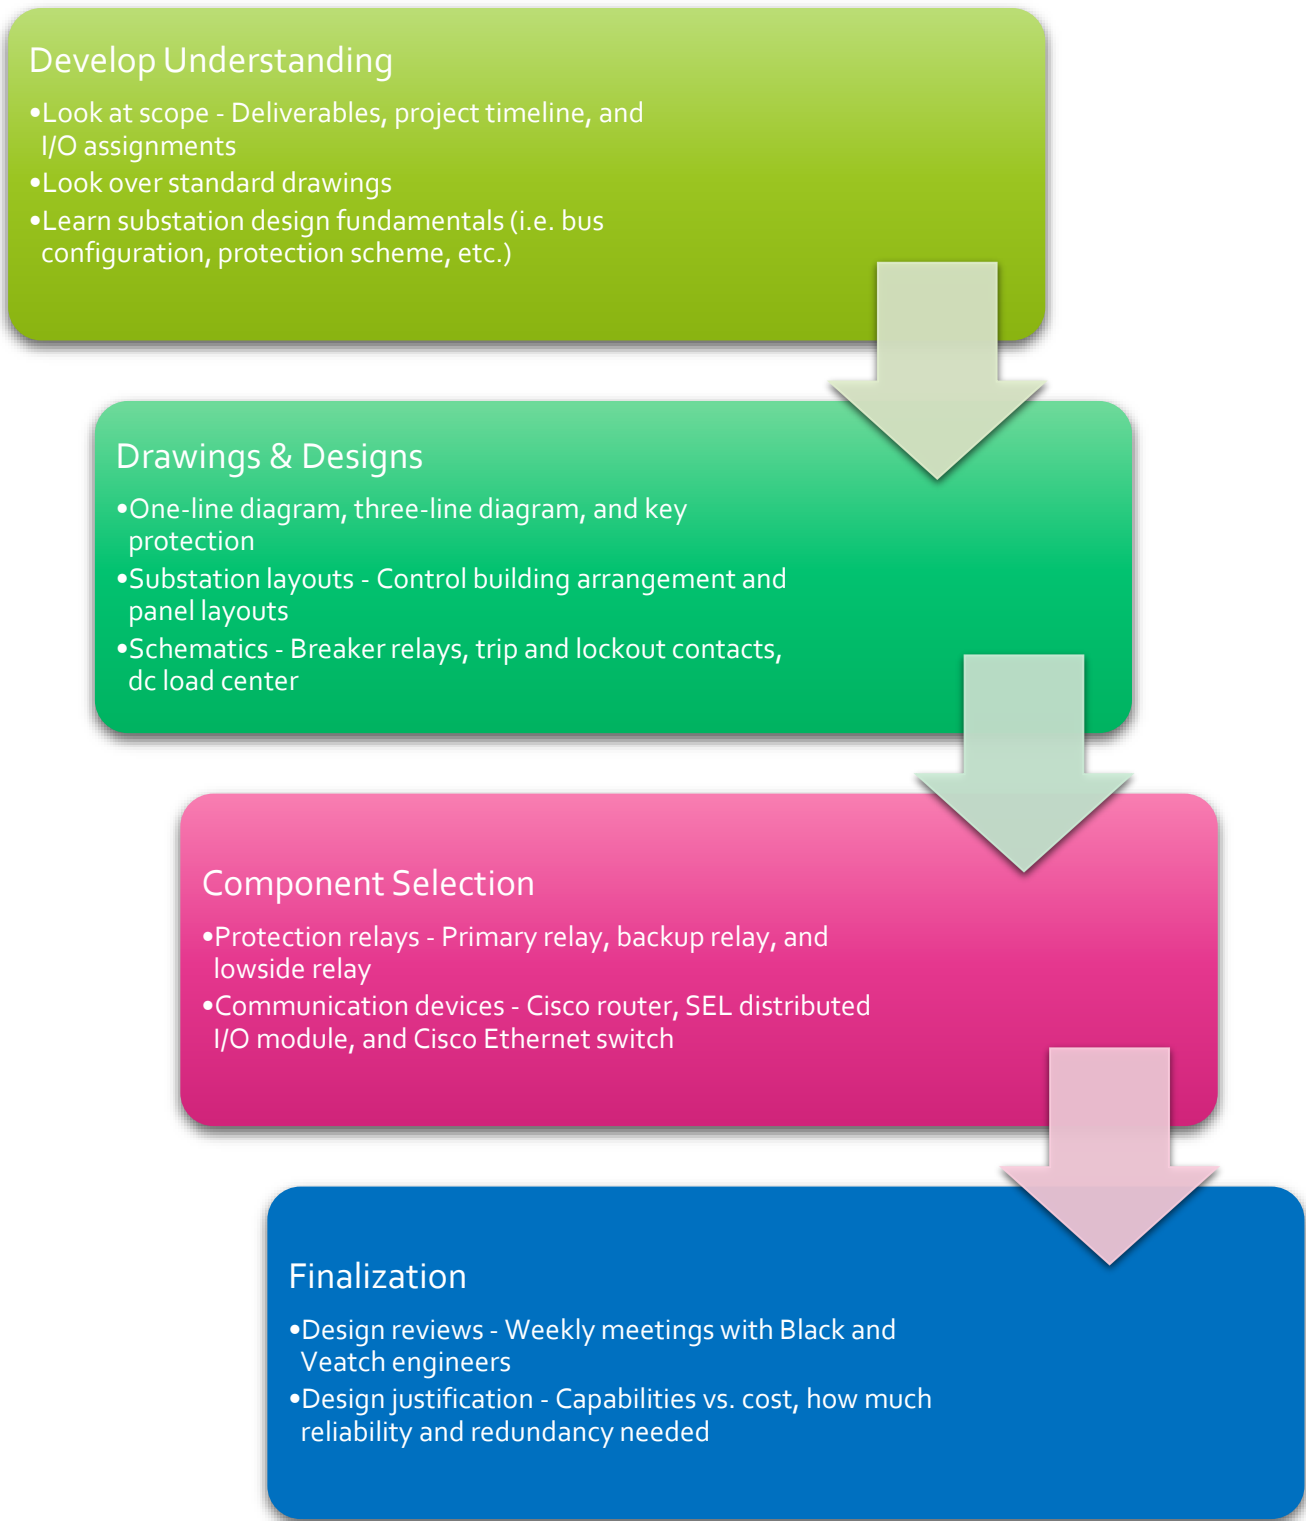 Develop Understanding
•Look at scope - Deliverables, project timeline, and
I/O assignments
•Look over standard drawings
•Learn substation design fundamentals (i.e. bus
configuration, protection scheme, etc.)
Drawings & Designs
•One-line diagram, three-line diagram, and key
protection
•Substation layouts - Control building arrangement and
panel layouts
•Schematics - Breaker relays, trip and lockout contacts,
dc load center
Component Selection
•Protection relays - Primary relay, backup relay, and
lowside relay
•Communication devices - Cisco router, SEL distributed
I/O module, and Cisco Ethernet switch
Finalization
•Design reviews - Weekly meetings with Black and
Veatch engineers
•Design justification - Capabilities vs. cost, how much
reliability and redundancy needed